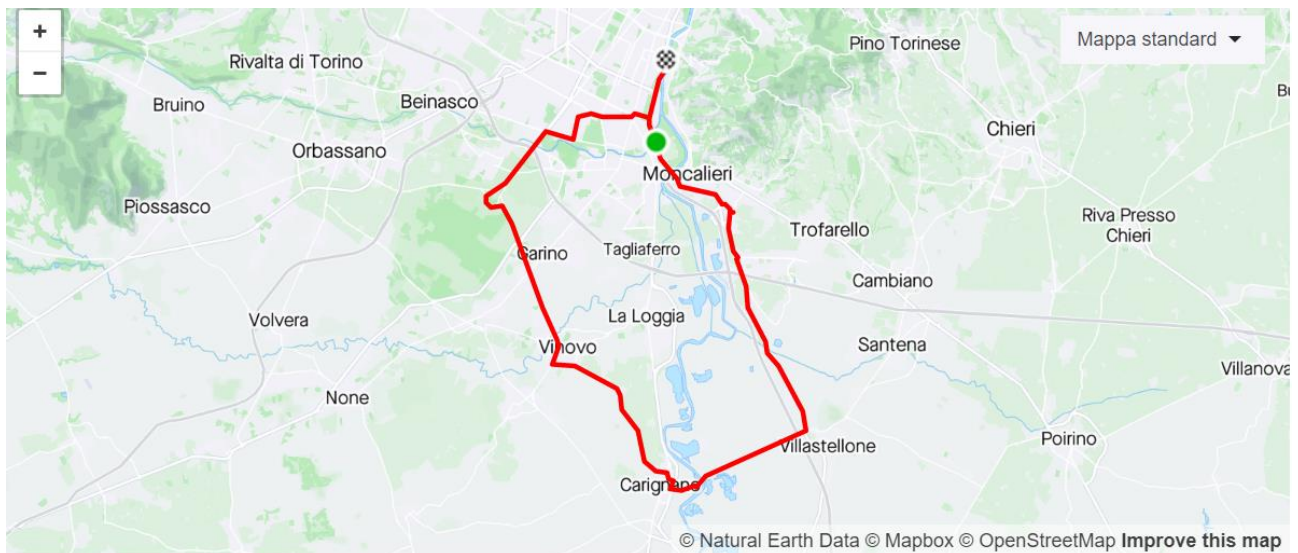 +
Mappa standard
−
Pino Torinese
Rivalta di Torino
Bu
Bruino
Beinasco
Chieri
Orbassano
Moncalieri
Piossasco
Riva Presso
Chieri
Trofarello
Garino
Tagliaferro
Cambiano
Volvera
La Loggia
Vinovo
Santena
Villanova
None
Poirino
Villastellone
Carignano
© Natural Earth Data © Mapbox © OpenStreetMap Improve this map